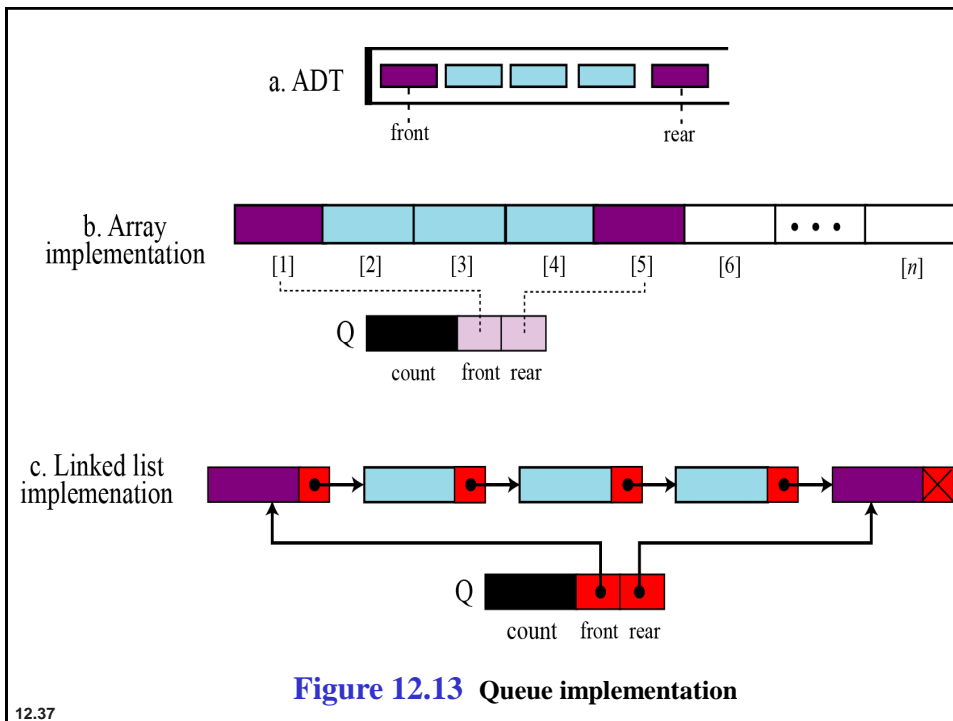 a. ADT
front
rear
b. Array
implementation
[1] [2] [3] [4] [5] [6] • • • [n]
Q
count front rear
c. Linked list
implemenation
Q
count front rear
Figure 12.13 Queue implementation
12.37